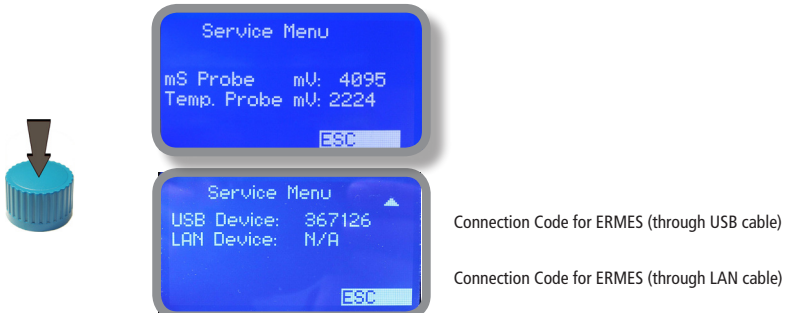 Service Menu
mS Probe mV: 4095
Temp. Probe mV: 2224
ESC
Service Menu
USB Device: 367126
LAN Device: N/A
ESC
Connection Code for ERMES (through USB cable)
Connection Code for ERMES (through LAN cable)